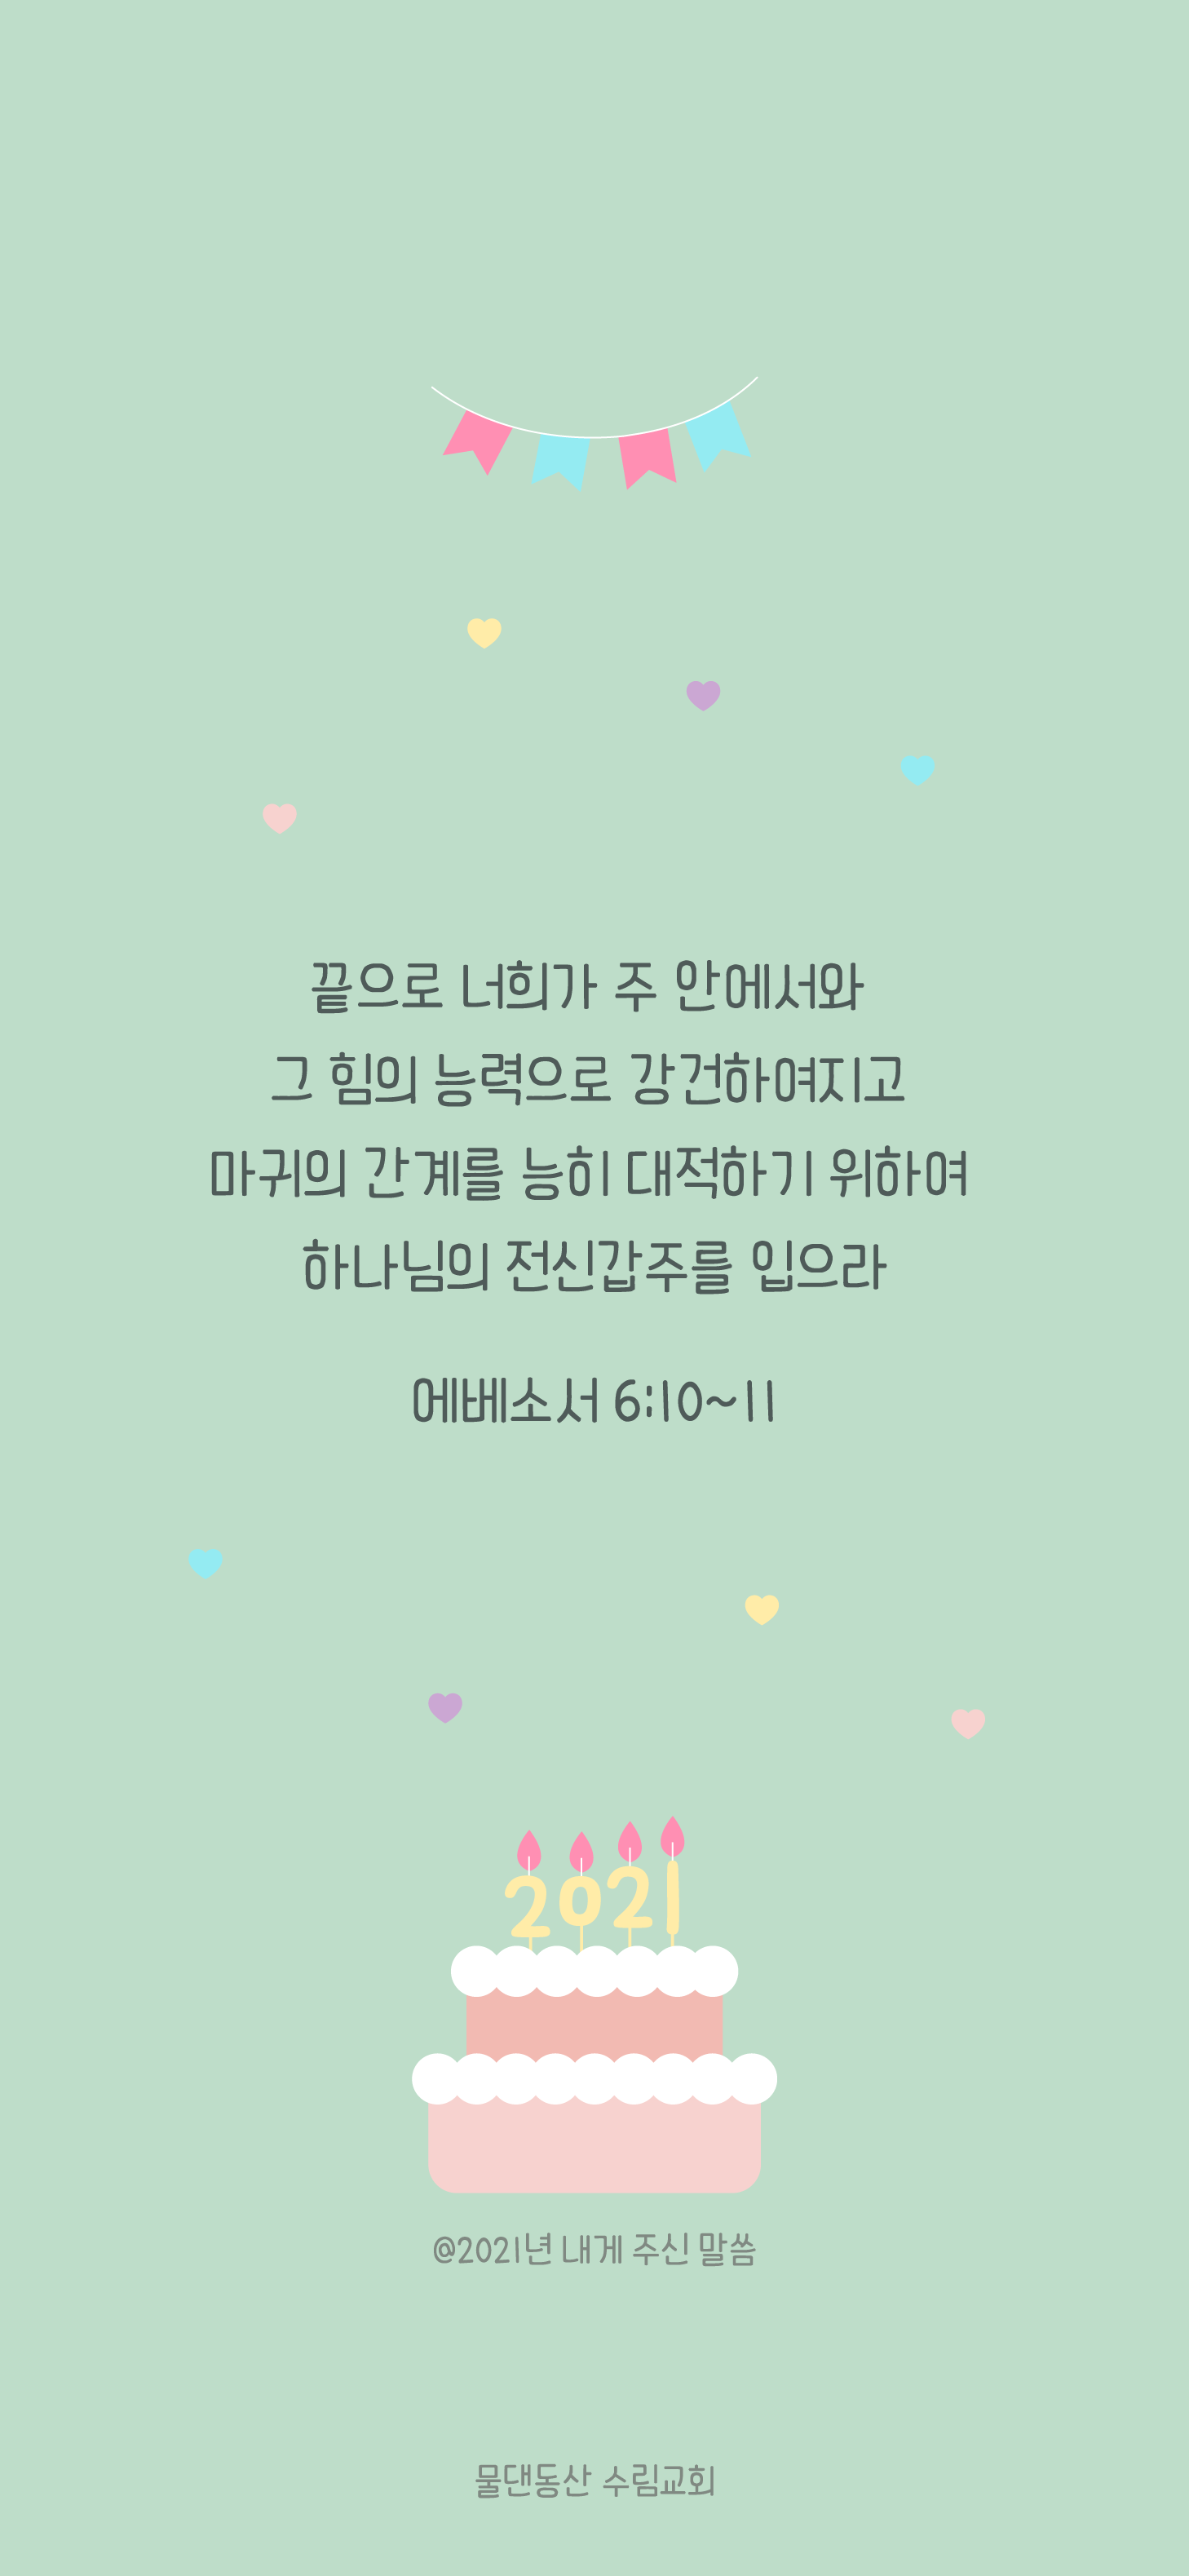 끝으로 너희가 주 안에서와
그 힘의 능력으로 강건하여지고
마귀의 간계를 능히 대적하기 위하여
하나님의 전신갑주를 입으라
에베소서 6:10~11
2021
@2021년 내게 주신 말씀
물댄동산 수림교회